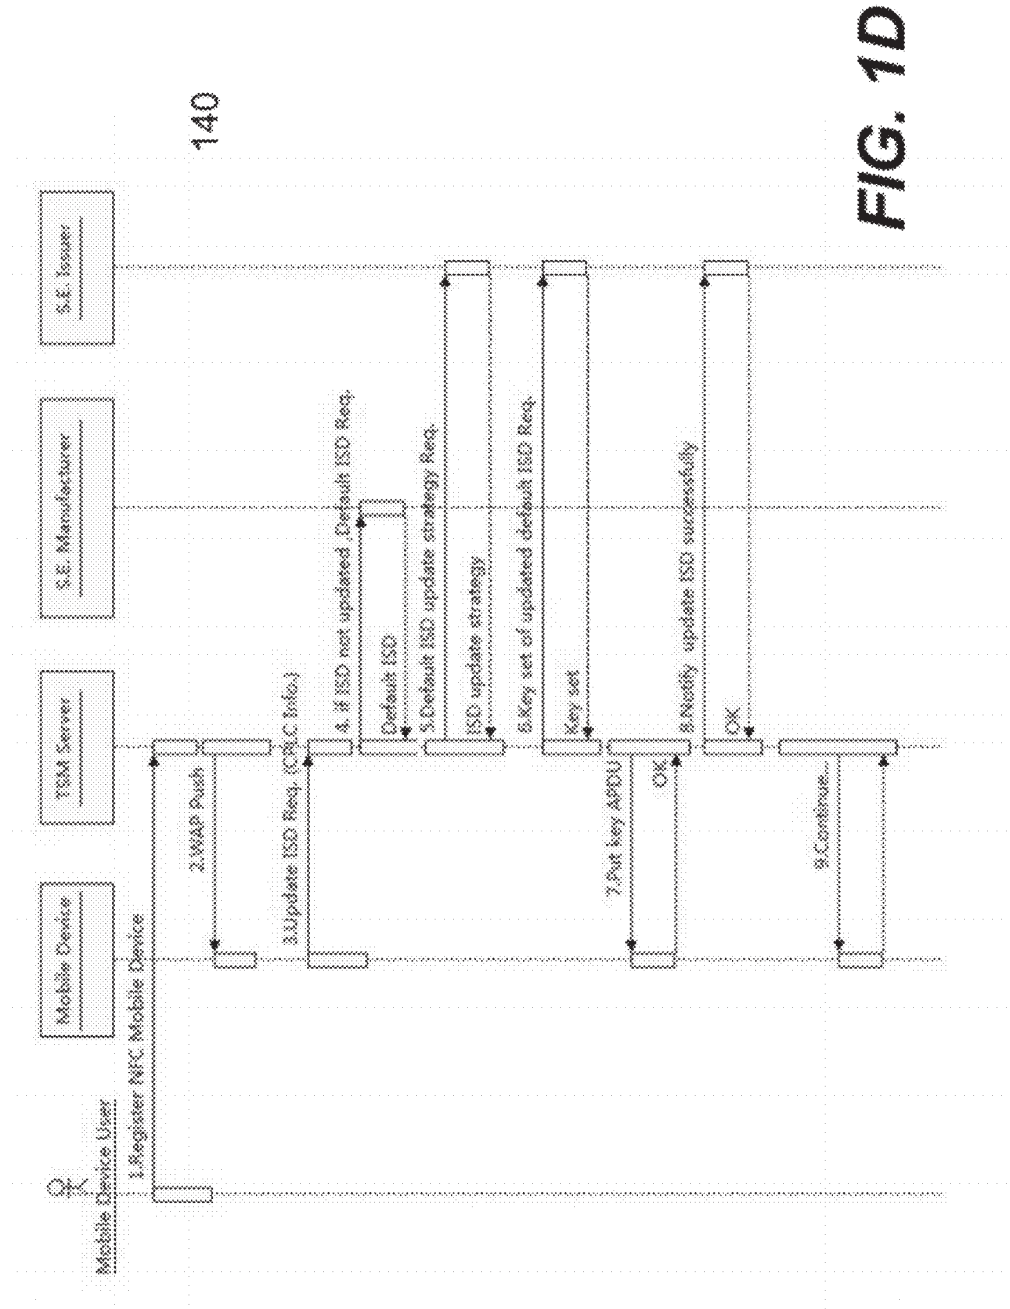 Mobile Device User
Mobile Device
TSM Server
S.E. Manufacturer
S.E. Issuer
140
1.Register NFC Mobile Device
2.WAP Push
3.Update ISD Req. (CPLC Info.)
4. if ISD not updated Default ISD Req.
Default ISD
5.Default ISD update strategy Req.
ISD update strategy
6.Key set of updated default ISD Req.
Key set
7.Put key APDU
OK
8.Notify update ISD successfully
OK
9.Continue..
FIG. 1D